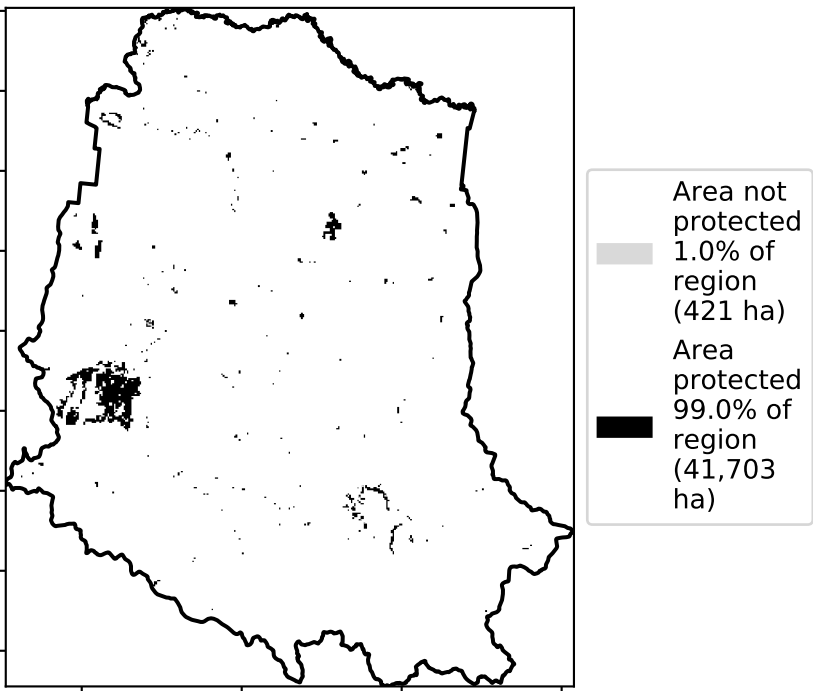 Area not
protected
1.0% of
region
(421 ha)
Area
protected
99.0% of
region
(41,703
ha)